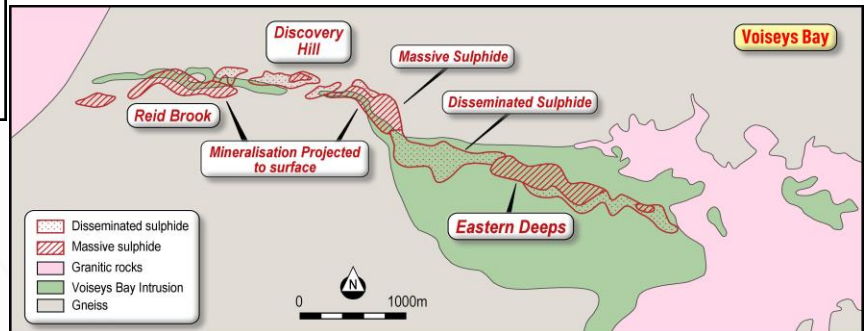 Discovery
Hill
Voiseys Bay
Massive Sulphide
Disseminated Sulphide
Reid Brook
Mineralisation Projected
to surface
Eastern Deeps
Disseminated sulphide
Massive sulphide
Granitic rocks
Voiseys Bay Intrusion
Gneiss
N
0 1000m